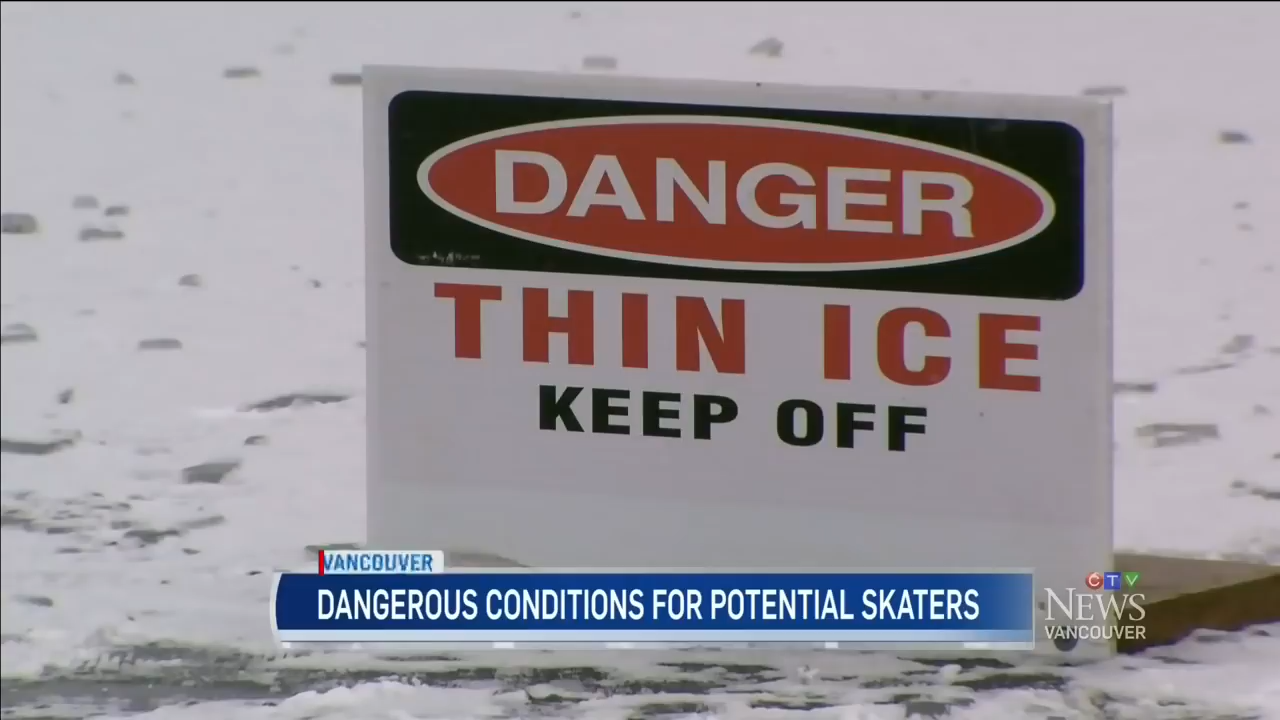 DANGER
THIN ICE
KEEP OFF
VANCOUVER
DANGEROUS CONDITIONS FOR POTENTIAL SKATERS
CTV
NEWS
VANCOUVER